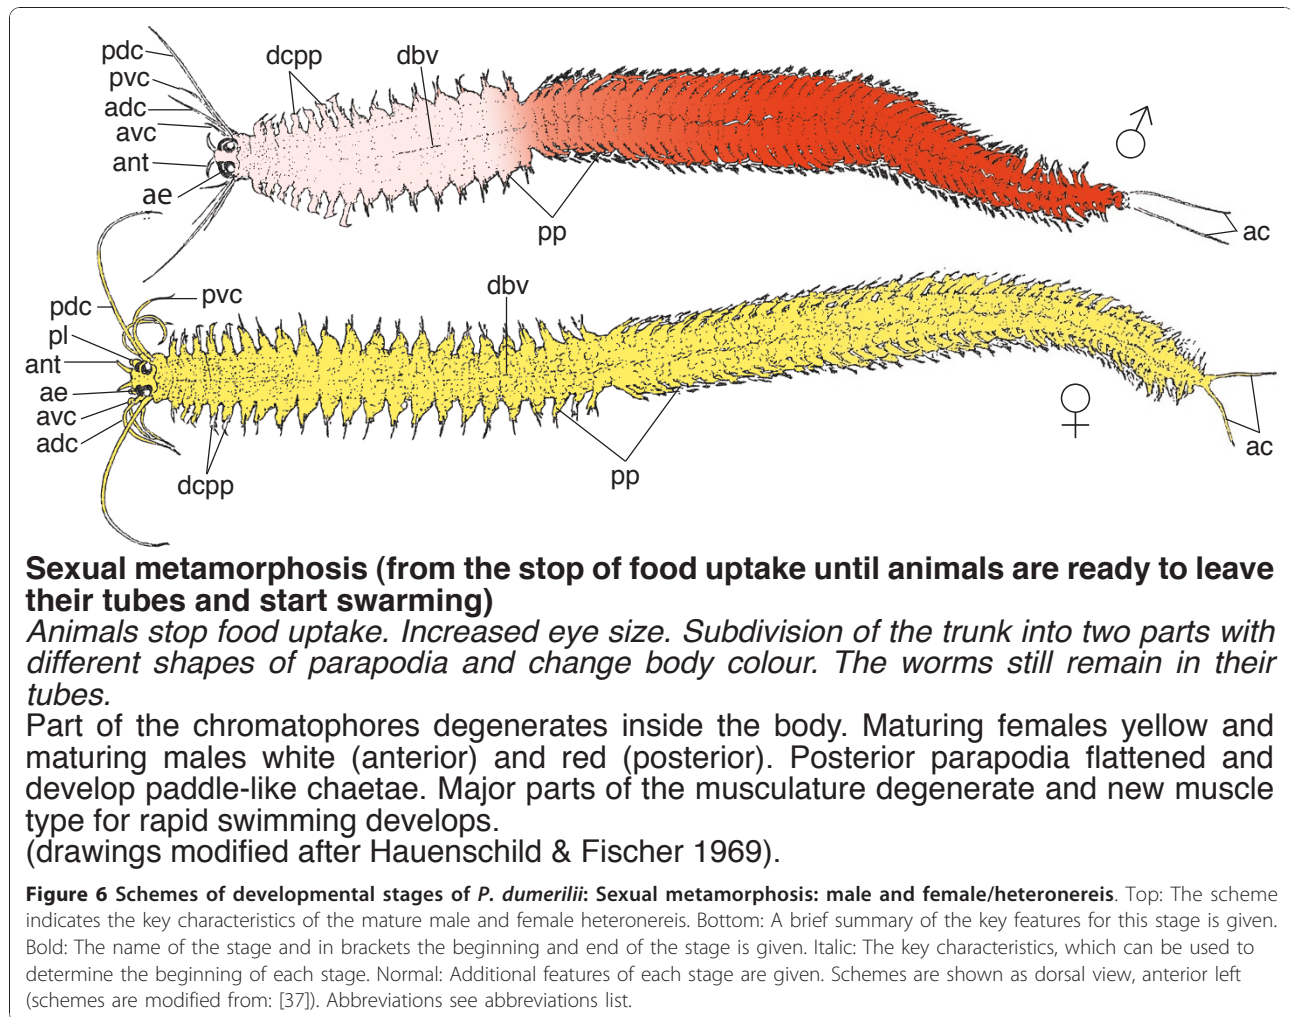 pdc
pvc
adc
avc
ant
ae
dcpp
dbv
pp
♂
ac
pdc
pvc
pl
ant
ae
avc
adc
dcpp
dbv
pp
♀
ac
Sexual metamorphosis (from the stop of food uptake until animals are ready to leave
their tubes and start swarming)
Animals stop food uptake. Increased eye size. Subdivision of the trunk into two parts with
different shapes of parapodia and change body colour. The worms still remain in their
tubes.
Part of the chromatophores degenerates inside the body. Maturing females yellow and
maturing males white (anterior) and red (posterior). Posterior parapodia flattened and
develop paddle-like chaetae. Major parts of the musculature degenerate and new muscle
type for rapid swimming develops.
(drawings modified after Hauenschild & Fischer 1969).
Figure 6 Schemes of developmental stages of P. dumerilii: Sexual metamorphosis: male and female/heteronereis. Top: The scheme
indicates the key characteristics of the mature male and female heteronereis. Bottom: A brief summary of the key features for this stage is given.
Bold: The name of the stage and in brackets the beginning and end of the stage is given. Italic: The key characteristics, which can be used to
determine the beginning of each stage. Normal: Additional features of each stage are given. Schemes are shown as dorsal view, anterior left
(schemes are modified from: [37]). Abbreviations see abbreviations list.